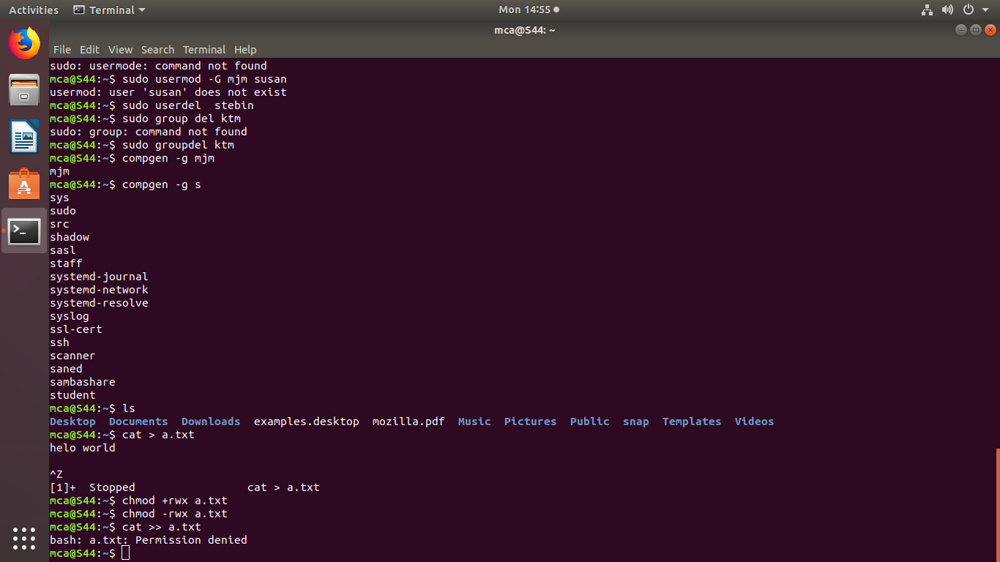 Activities Terminal Mon 14:55
mca@S44: ~
File Edit View Search Terminal Help
sudo: usermode: command not found
mca@S44:~$ sudo usermod -G mjm susan
usermod: user 'susan' does not exist
mca@S44:~$ sudo userdel  stebin
mca@S44:~$ sudo group del ktm
sudo: group: command not found
mca@S44:~$ sudo groupdel ktm
mca@S44:~$ compgen -g mjm
mjm
mca@S44:~$ compgen -g s
sys
sudo
src
shadow
sasl
staff
systemd-journal
systemd-network
systemd-resolve
syslog
ssl-cert
ssh
scanner
saned
sambashare
student
mca@S44:~$ ls
Desktop  Documents  Downloads  examples.desktop  mozilla.pdf  Music  Pictures  Public  snap  Templates  Videos
mca@S44:~$ cat > a.txt
helo world
^Z
[1]+  Stopped                 cat > a.txt
mca@S44:~$ chmod +rwx a.txt
mca@S44:~$ chmod -rwx a.txt
mca@S44:~$ cat >> a.txt
bash: a.txt: Permission denied
mca@S44:~$